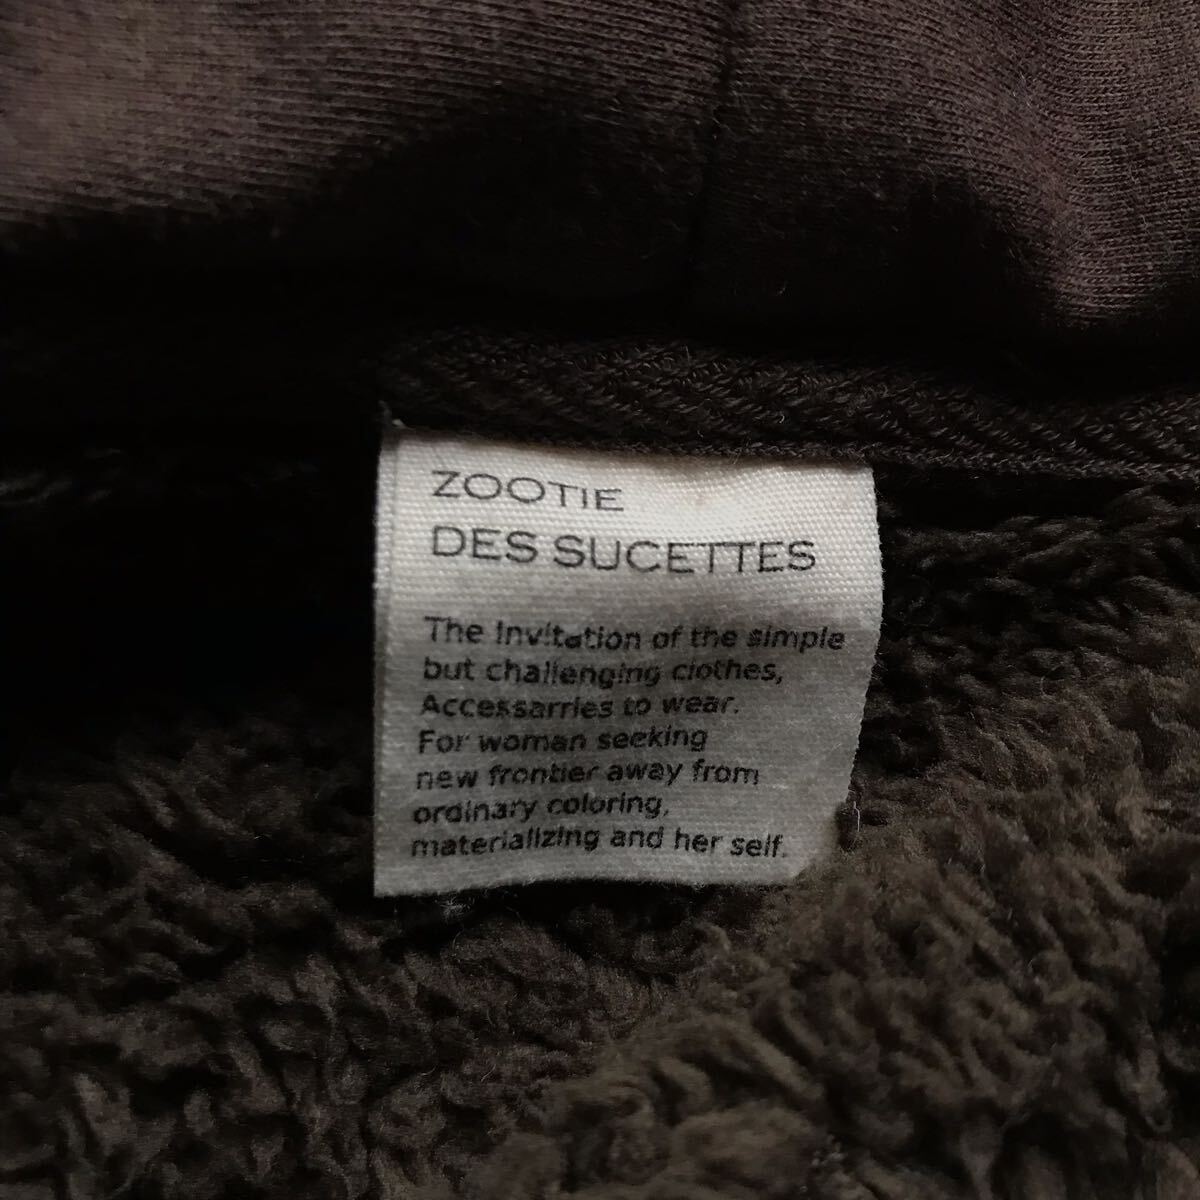 ZOOTIE
DES SUCETTES
The Invitation of the simple
but challenging clothes,
Accessarries to wear.
For woman seeking
new frontier away from
ordinary coloring,
materializing and her self.